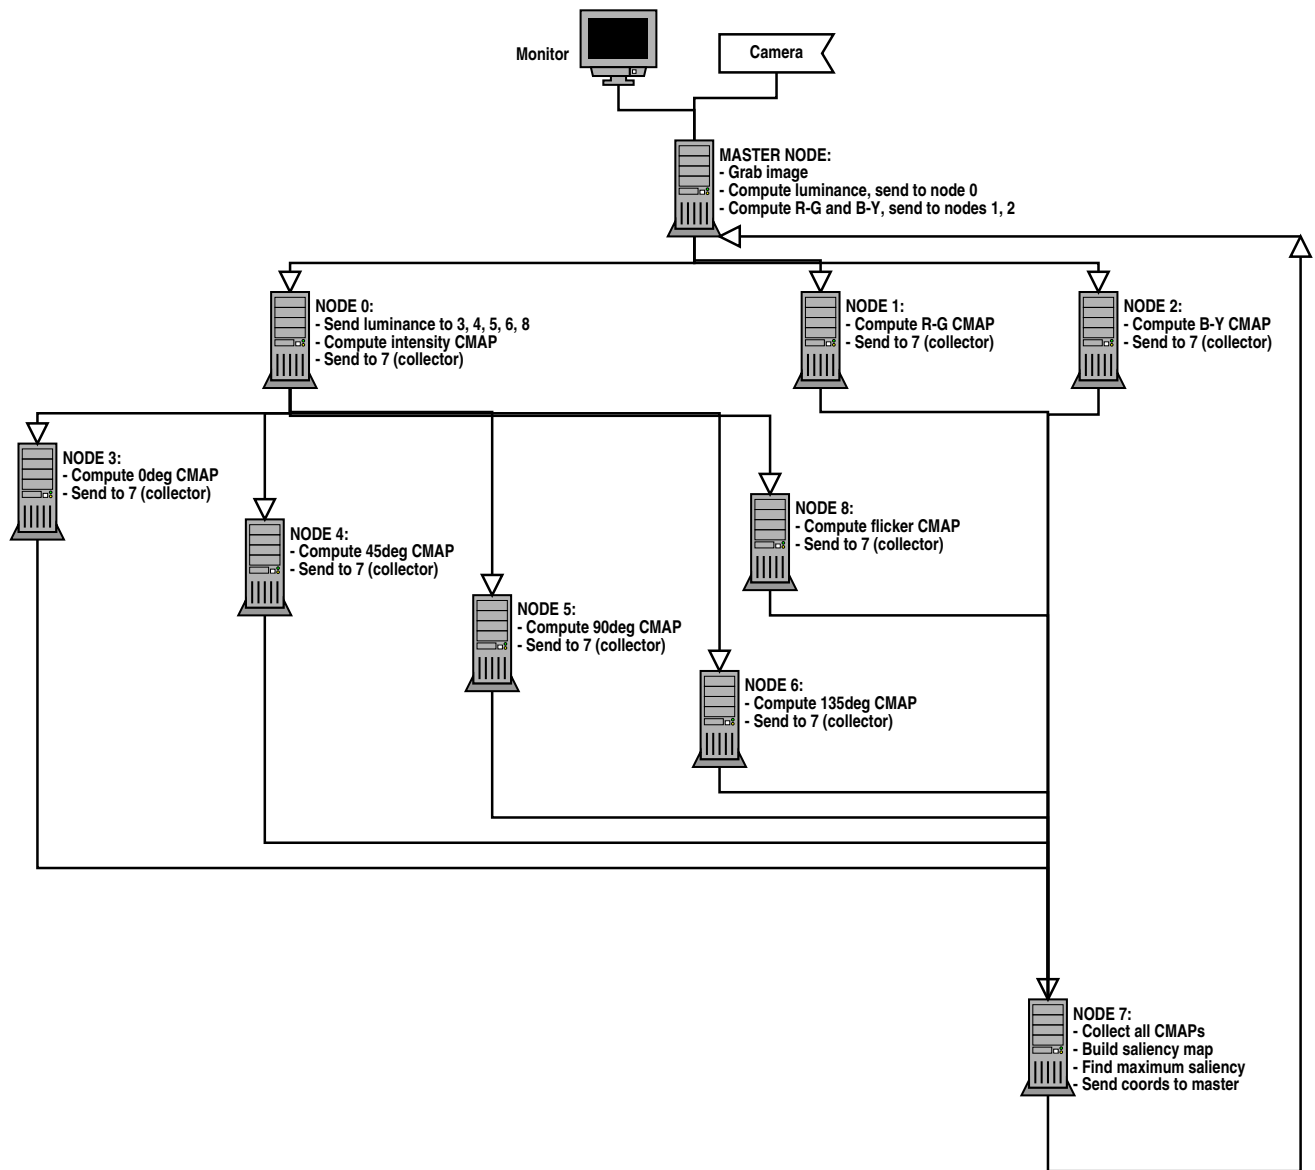 Monitor
Camera
MASTER NODE:
- Grab image
- Compute luminance, send to node 0
- Compute R-G and B-Y, send to nodes 1, 2
NODE 0:
- Send luminance to 3, 4, 5, 6, 8
- Compute intensity CMAP
- Send to 7 (collector)
NODE 1:
- Compute R-G CMAP
- Send to 7 (collector)
NODE 2:
- Compute B-Y CMAP
- Send to 7 (collector)
NODE 3:
- Compute 0deg CMAP
- Send to 7 (collector)
NODE 4:
- Compute 45deg CMAP
- Send to 7 (collector)
NODE 8:
- Compute flicker CMAP
- Send to 7 (collector)
NODE 5:
- Compute 90deg CMAP
- Send to 7 (collector)
NODE 6:
- Compute 135deg CMAP
- Send to 7 (collector)
NODE 7:
- Collect all CMAPs
- Build saliency map
- Find maximum saliency
- Send coords to master